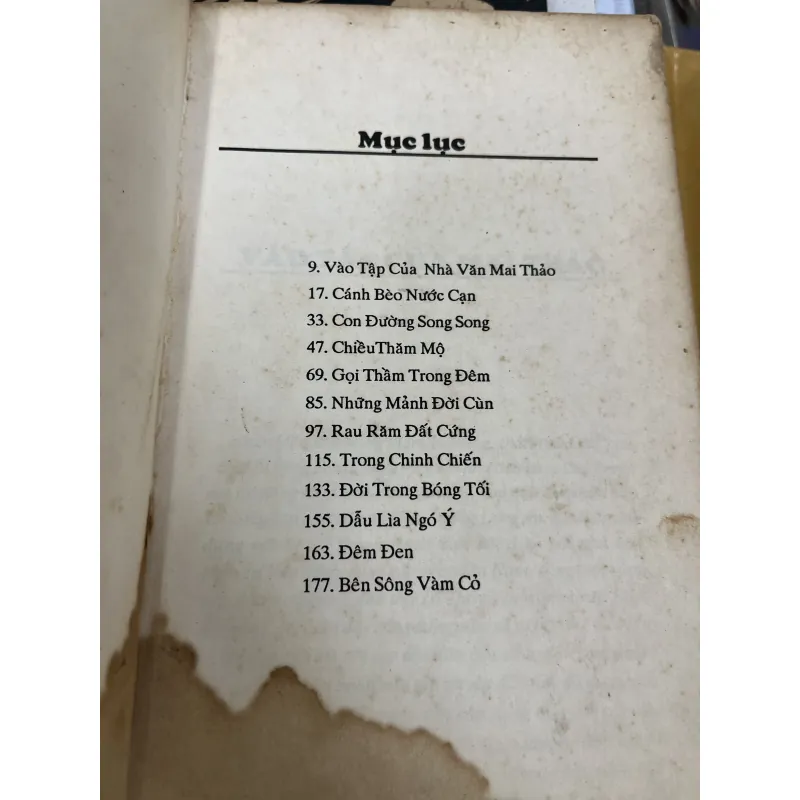 Mục lục
9. Vào Tập Của Nhà Văn Mai Thảo
17. Cánh Bèo Nước Cạn
33. Con Đường Song Song
47. ChiềuThăm Mộ
69. Gọi Thầm Trong Đêm
85. Những Mảnh Đời Cùn
97. Rau Răm Đất Cứng
115. Trong Chinh Chiến
133. Đời Trong Bóng Tối
155. Dẫu Lìa Ngó Ý
163. Đêm Đen
177. Bên Sông Vàm Cỏ